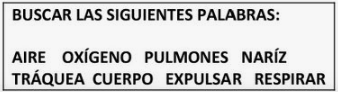 BUSCAR LAS SIGUIENTES PALABRAS:
AIRE OXÍGENO PULMONES NARÍZ
TRÁQUEA CUERPO EXPULSAR RESPIRAR